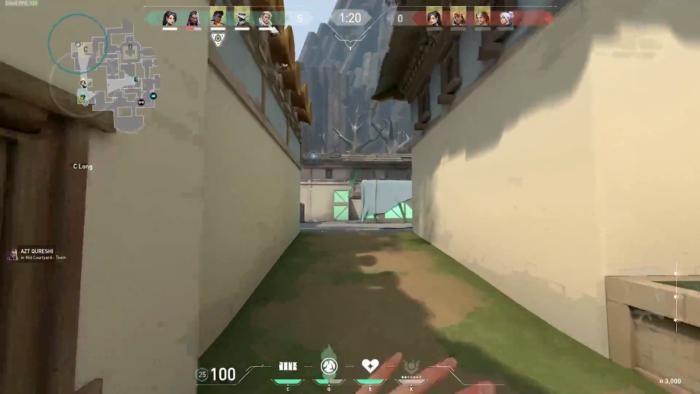 5 1:20 0
C Long
AZT QURESHI
in Mid Courtyard - Team
25 100
C Q E X
¤ 3,000